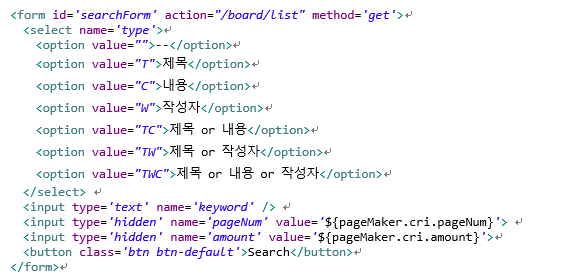 <form id='searchForm' action="/board/list" method='get'>↵
<select name='type'>↵
<option value="">--</option>↵
<option value="T">제목</option>↵
<option value="C">내용</option>↵
<option value="W">작성자</option>↵
<option value="TC">제목 or 내용</option>↵
<option value="TW">제목 or 작성자</option>↵
<option value="TWC">제목 or 내용 or 작성자</option>↵
</select> ↵
<input type='text' name='keyword' />↵
<input type='hidden' name='pageNum' value='${pageMaker.cri.pageNum}'> ↵
<input type='hidden' name='amount' value='${pageMaker.cri.amount}'>↵
<button class='btn btn-default'>Search</button>↵
</form>↵